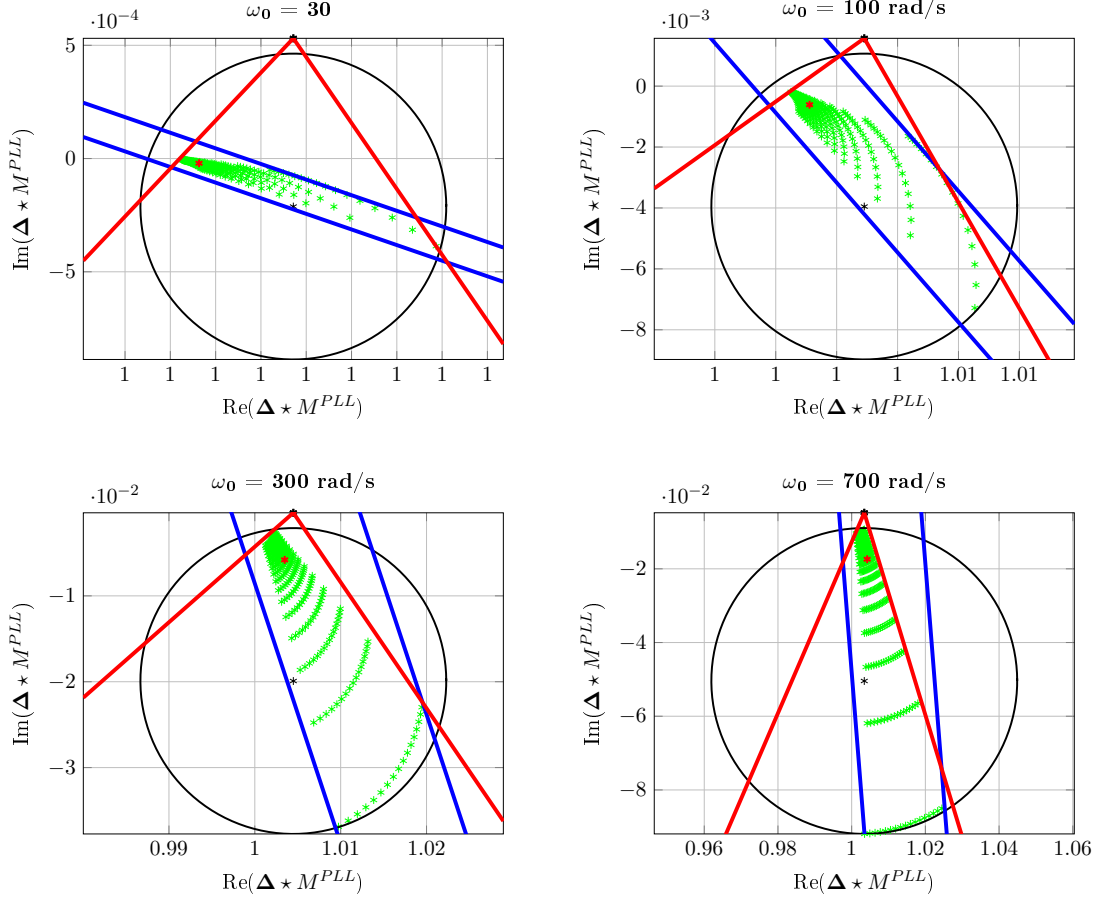 ω₀ = 30
·10⁻⁴
5
0
−5
Im(Δ ⋆ M^{PLL})
1 1 1 1 1 1 1 1 1
Re(Δ ⋆ M^{PLL})
ω₀ = 100 rad/s
·10⁻³
0
−2
−4
−6
−8
Im(Δ ⋆ M^{PLL})
1 1 1 1 1.01 1.01
Re(Δ ⋆ M^{PLL})
ω₀ = 300 rad/s
·10⁻²
−1
−2
−3
Im(Δ ⋆ M^{PLL})
0.99 1 1.01 1.02
Re(Δ ⋆ M^{PLL})
ω₀ = 700 rad/s
·10⁻²
−2
−4
−6
−8
Im(Δ ⋆ M^{PLL})
0.96 0.98 1 1.02 1.04 1.06
Re(Δ ⋆ M^{PLL})